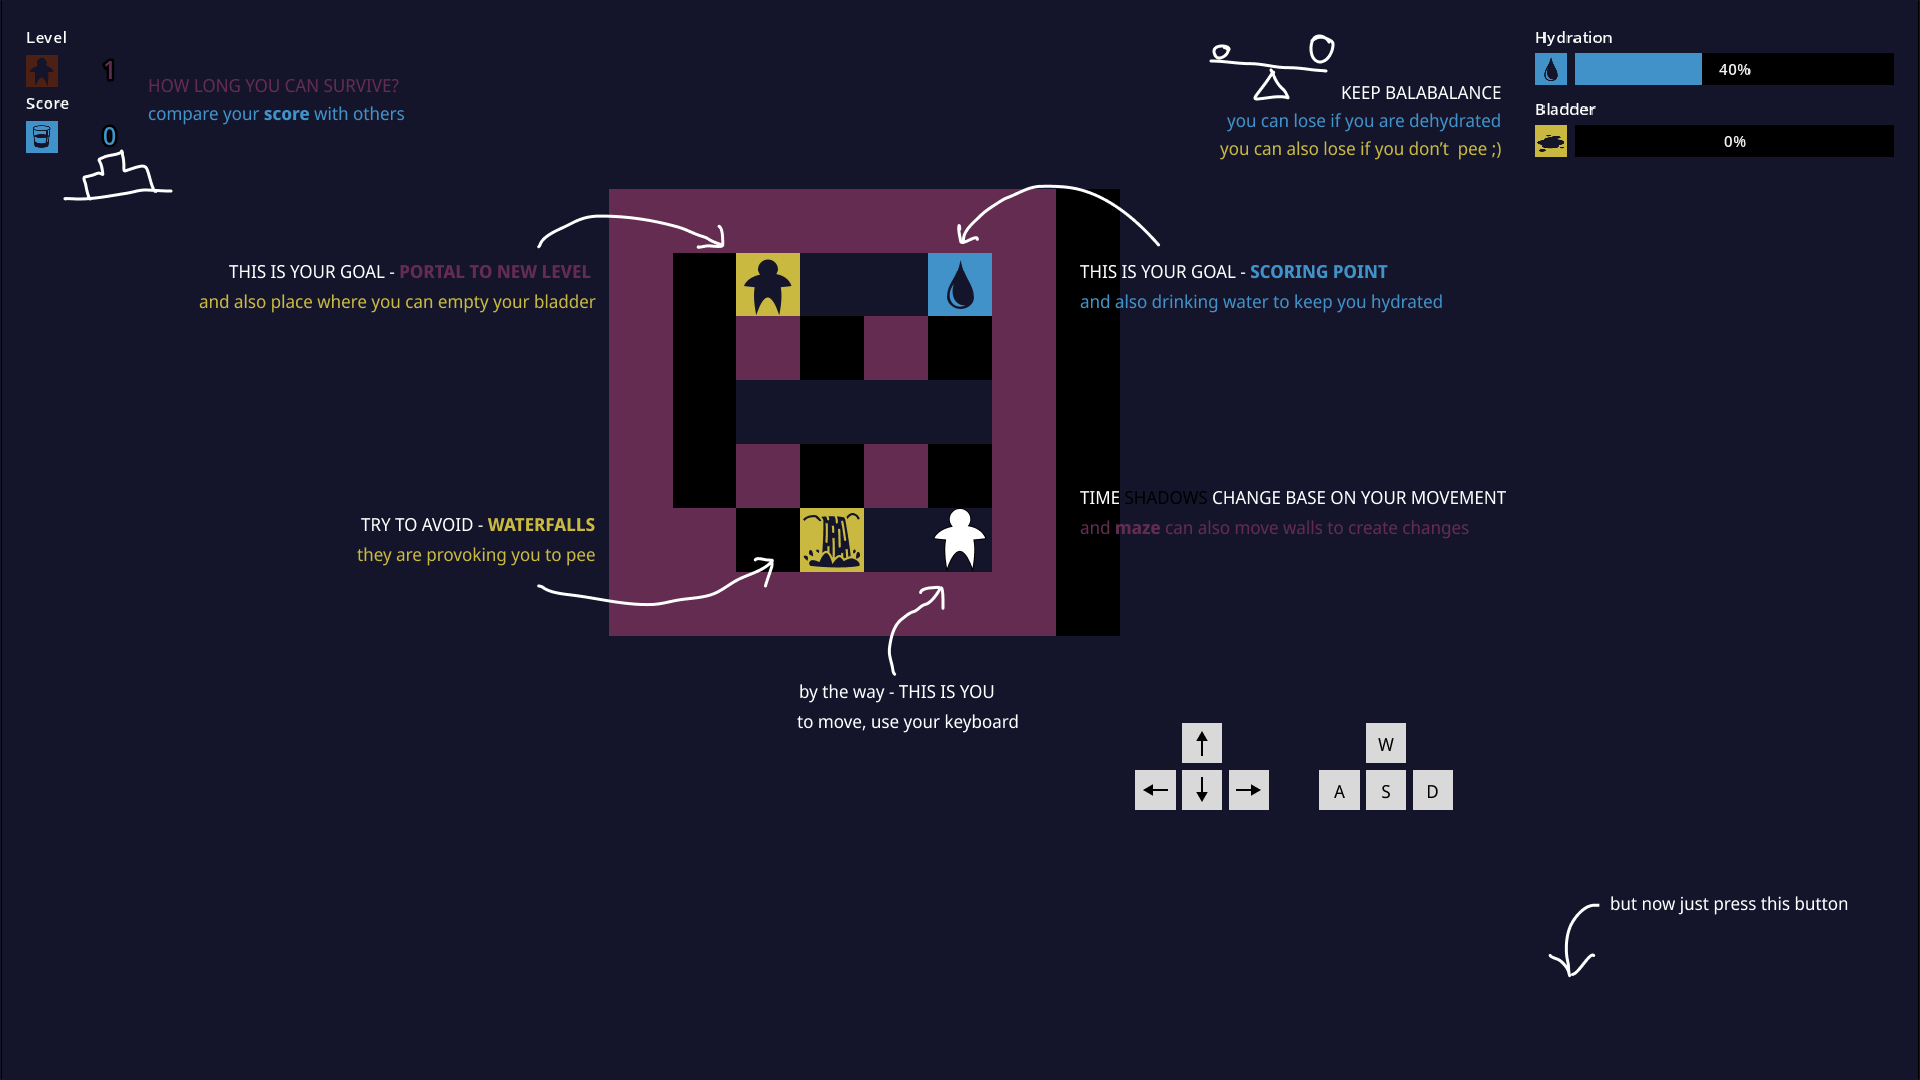 Level
1
Score
0
HOW LONG YOU CAN SURVIVE?
compare your score with others
KEEP BALABALANCE
you can lose if you are dehydrated
you can also lose if you don't pee ;)
Hydration
40%
Bladder
0%
THIS IS YOUR GOAL - PORTAL TO NEW LEVEL
and also place where you can empty your bladder
THIS IS YOUR GOAL - SCORING POINT
and also drinking water to keep you hydrated
TRY TO AVOID - WATERFALLS
they are provoking you to pee
TIME SHADOWS CHANGE BASE ON YOUR MOVEMENT
and maze can also move walls to create changes
by the way - THIS IS YOU
to move, use your keyboard
W
A S D
but now just press this button